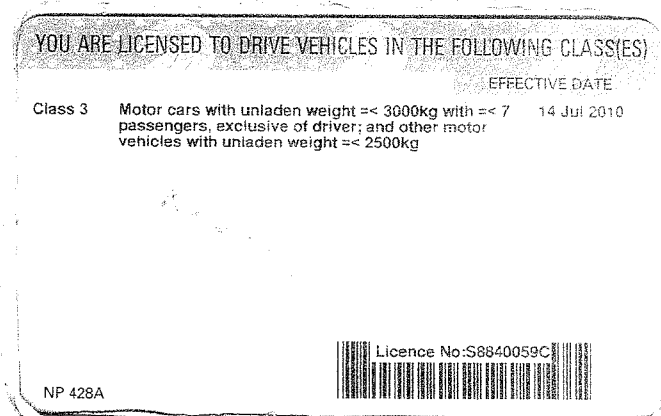 YOU ARE LICENSED TO DRIVE VEHICLES IN THE FOLLOWING CLASS(ES)
EFFECTIVE DATE
Class 3 Motor cars with unladen weight =< 3000kg with =< 7 14 Jul 2010
passengers, exclusive of driver; and other motor
vehicles with unladen weight =< 2500kg
Licence No:S8840059C
NP 428A